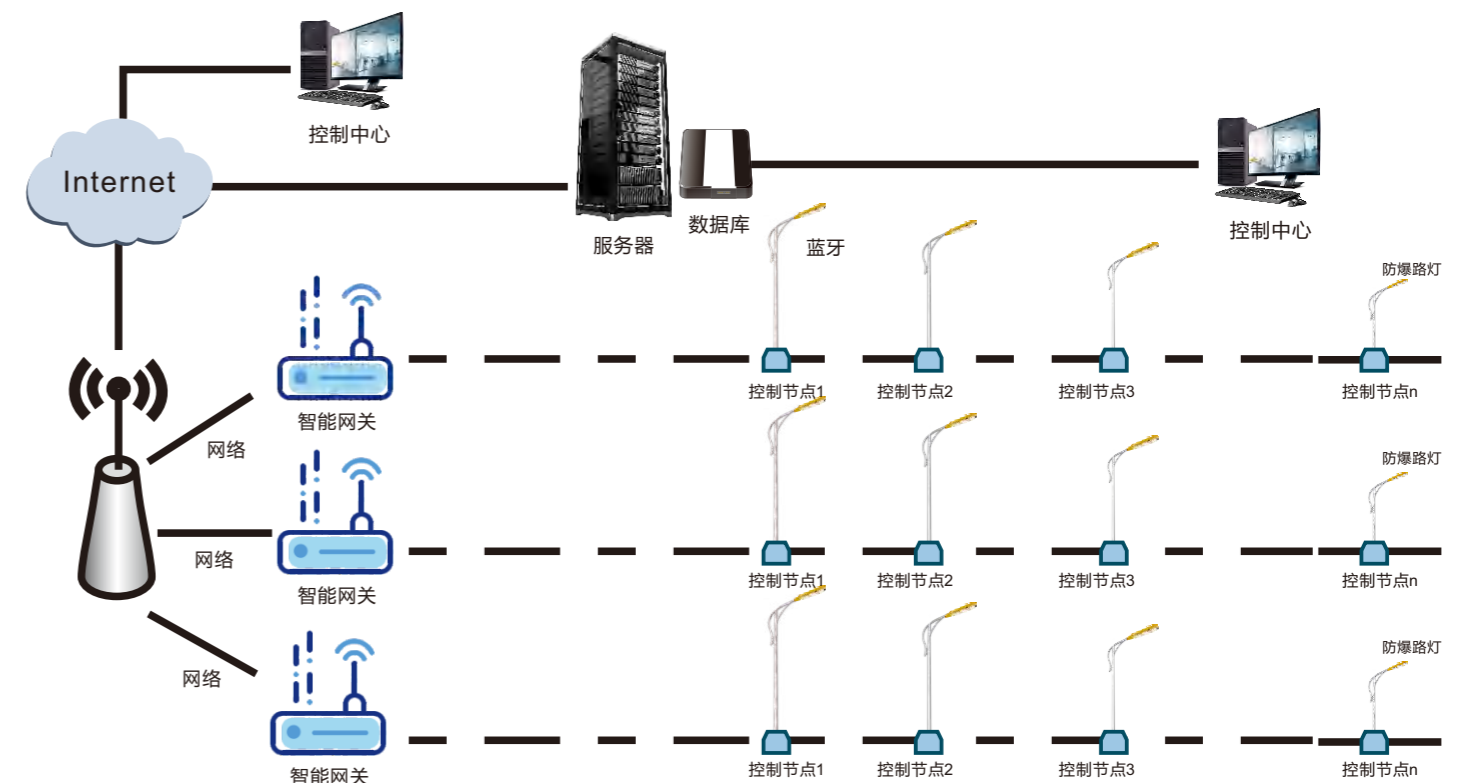 控制中心
Internet
服务器
数据库
控制中心
蓝牙
防爆路灯
控制节点1
控制节点2
控制节点3
控制节点n
智能网关
网络
防爆路灯
网络
控制节点1
控制节点2
控制节点3
控制节点n
智能网关
防爆路灯
网络
控制节点1
控制节点2
控制节点3
控制节点n
智能网关